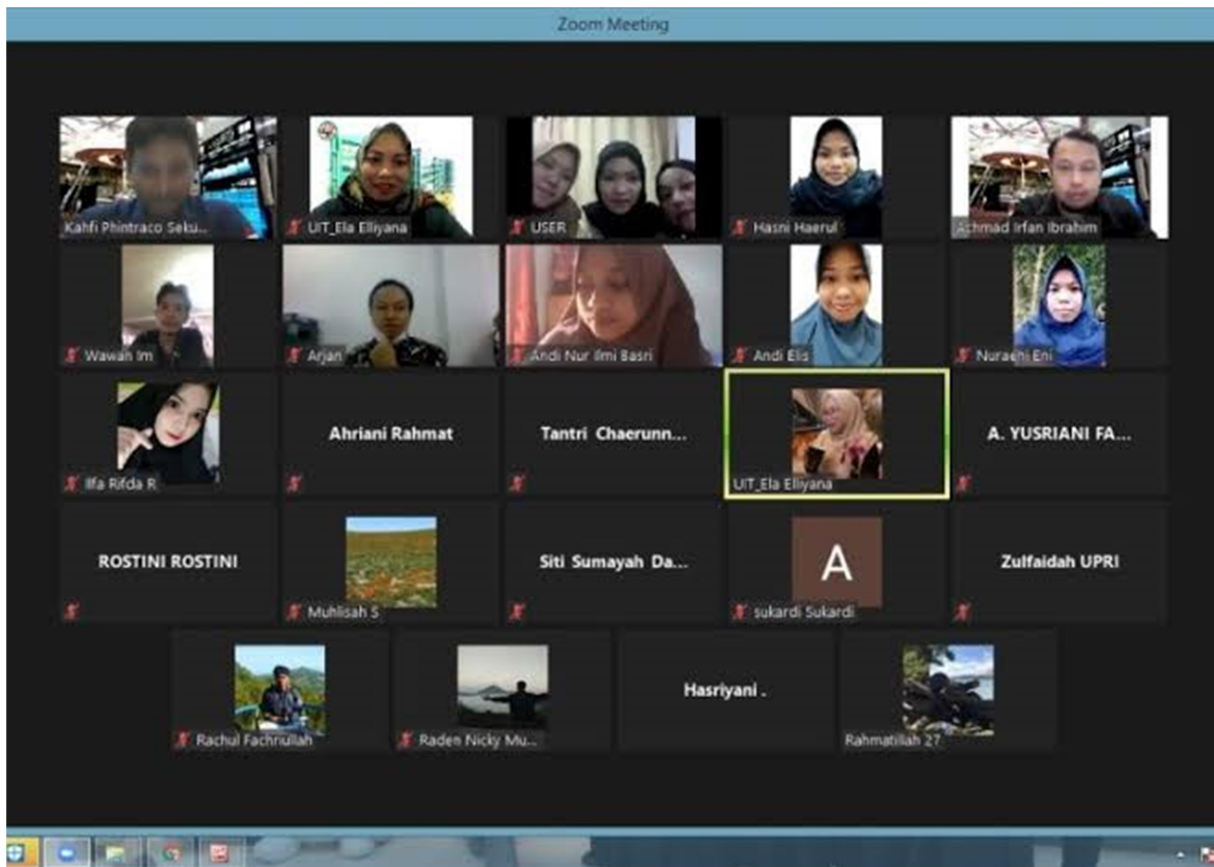 Zoom Meeting
Kahfi Phintraco Seku...
UIT_Ela Elliyana
USER
Hasni Haerul
Achmad Irfan Ibrahim
Wawan Im
Arjan
Andi Nur Ilmi Basri
Andi Elis
Nuraeni Eni
Ilfa Rifda R
Ahriani Rahmat
Tantri Chaerunn...
UIT_Ela Elliyana
A. YUSRIANI FA...
ROSTINI ROSTINI
Muhlisah S
Siti Sumayah Da...
A
sukardi Sukardi
Zulfaidah UPRI
Rachul Fachriullah
Raden Nicky Mu...
Hasriyani .
Rahmatillah 27